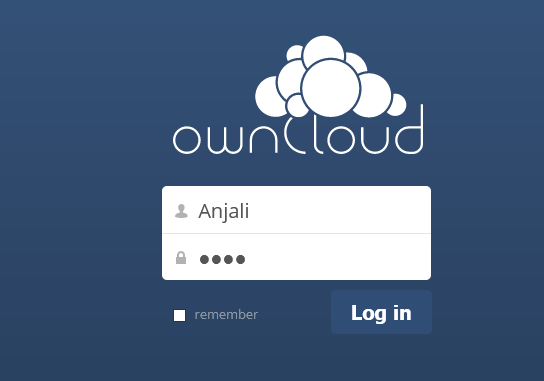 ownCloud
Anjali
●●●●
remember
Log in